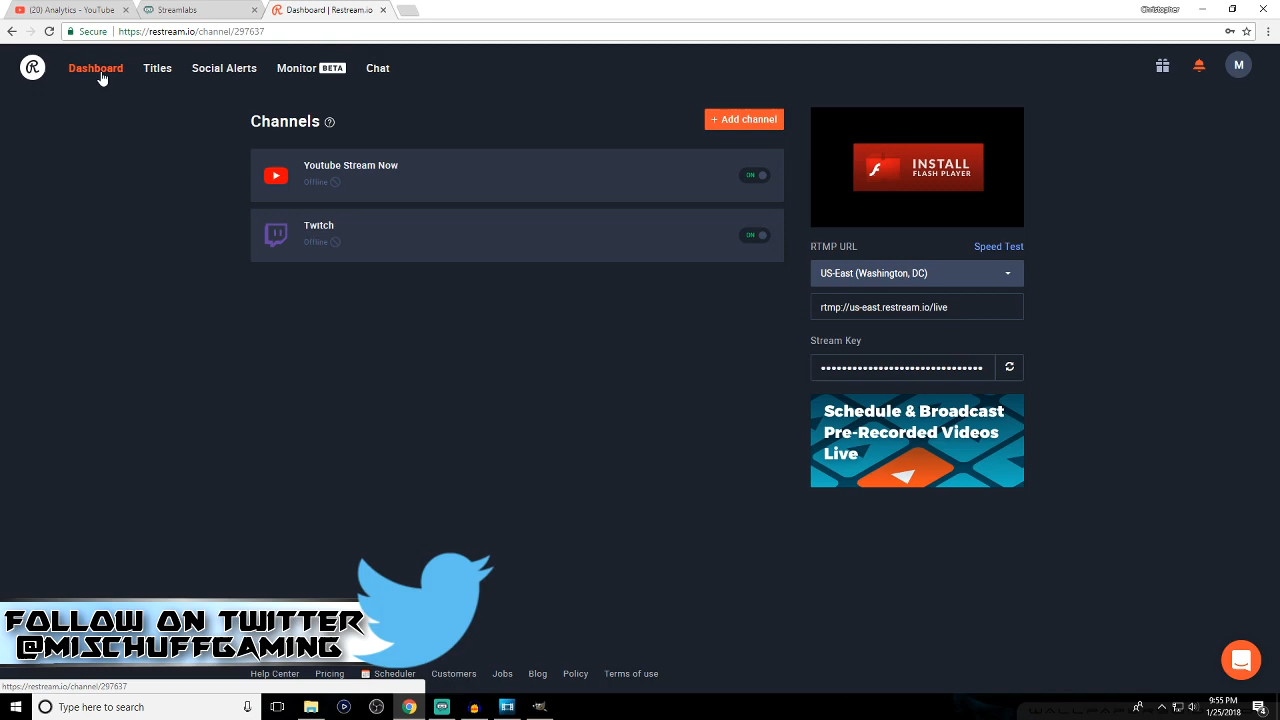 (20) Analytics - YouTube
Streamlabs
Dashboard | Restream.io
Christopher
Secure
https://restream.io/channel/297637
Dashboard
Titles
Social Alerts
Monitor BETA
Chat
M
Channels
+ Add channel
Youtube Stream Now
Offline
ON
Twitch
Offline
ON
INSTALL
FLASH PLAYER
RTMP URL
Speed Test
US-East (Washington, DC)
rtmp://us-east.restream.io/live
Stream Key
Schedule & Broadcast
Pre-Recorded Videos
Live
FOLLOW ON TWITTER
@MISCHUFFGAMING
Help Center
Pricing
Scheduler
Customers
Jobs
Blog
Policy
Terms of use
https://restream.io/channel/297637
Type here to search
9:55 PM
1/25/2018